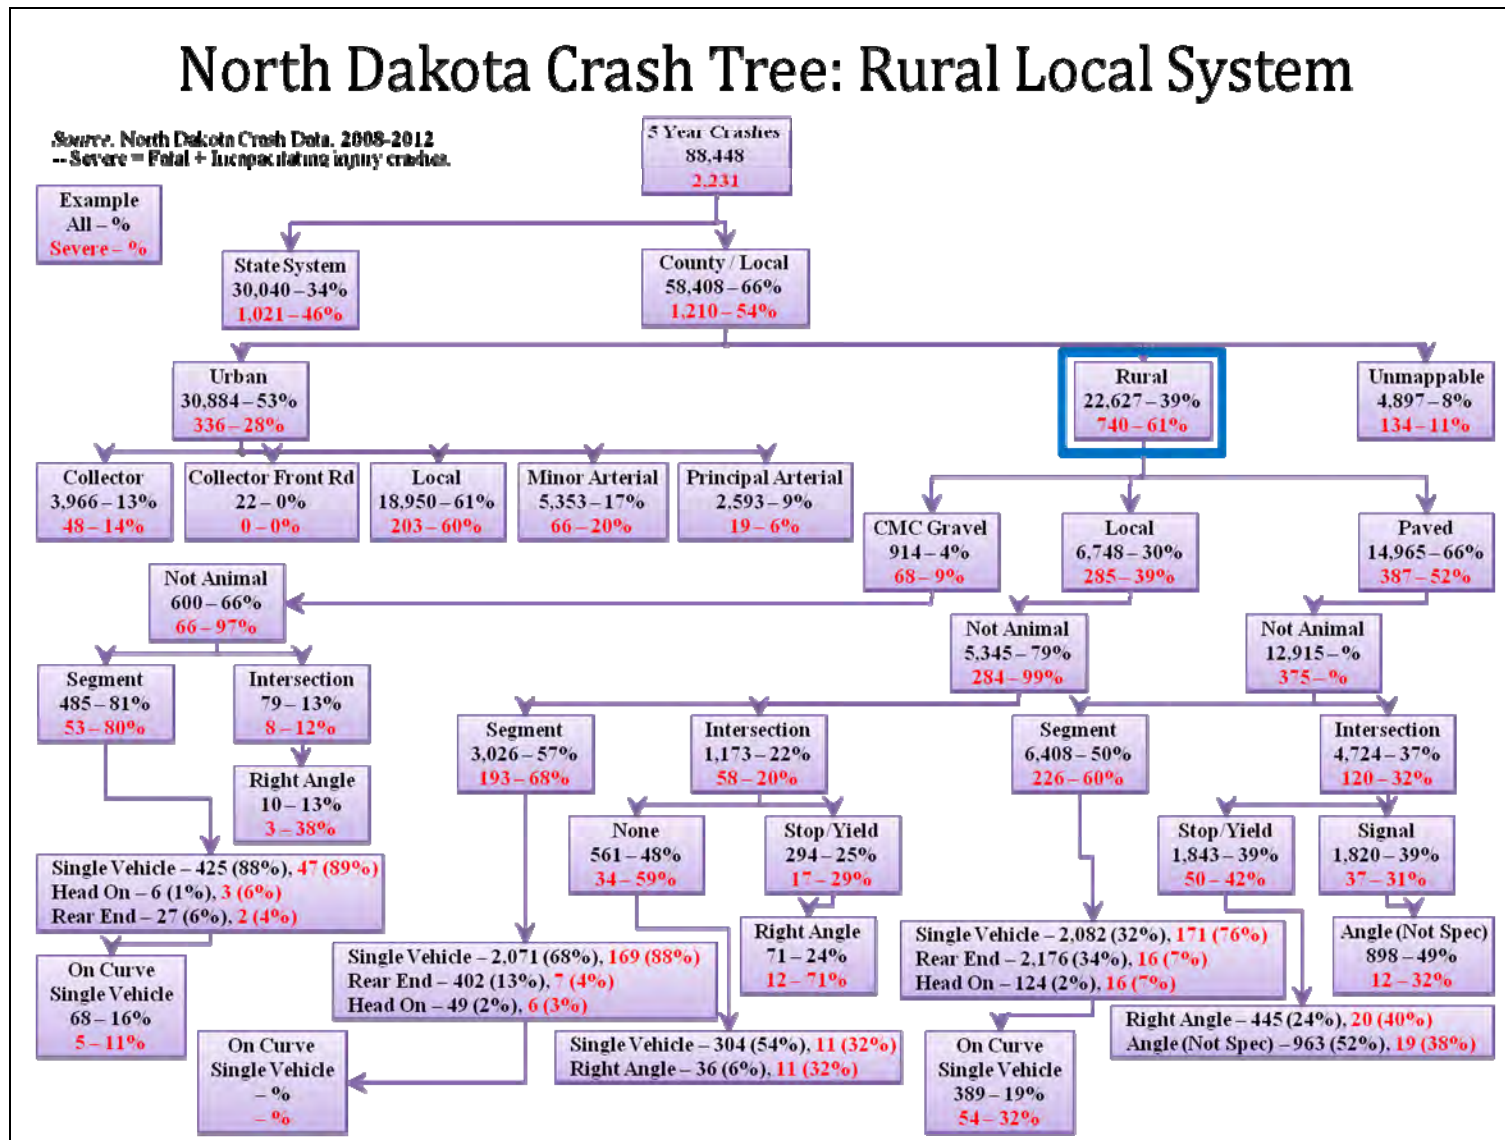 North Dakota Crash Tree: Rural Local System
Source. North Dakota Crash Data. 2008-2012
-- Severe = Fatal + Incapacitating injury crashes.
5 Year Crashes
88,448
2,231
Example
All – %
Severe – %
State System
30,040 – 34%
1,021 – 46%
County / Local
58,408 – 66%
1,210 – 54%
Urban
30,884 – 53%
336 – 28%
Rural
22,627 – 39%
740 – 61%
Unmappable
4,897 – 8%
134 – 11%
Collector
3,966 – 13%
48 – 14%
Collector Front Rd
22 – 0%
0 – 0%
Local
18,950 – 61%
203 – 60%
Minor Arterial
5,353 – 17%
66 – 20%
Principal Arterial
2,593 – 9%
19 – 6%
CMC Gravel
914 – 4%
68 – 9%
Local
6,748 – 30%
285 – 39%
Paved
14,965 – 66%
387 – 52%
Not Animal
600 – 66%
66 – 97%
Not Animal
5,345 – 79%
284 – 99%
Not Animal
12,915 – %
375 – %
Segment
485 – 81%
53 – 80%
Intersection
79 – 13%
8 – 12%
Segment
3,026 – 57%
193 – 68%
Intersection
1,173 – 22%
58 – 20%
Segment
6,408 – 50%
226 – 60%
Intersection
4,724 – 37%
120 – 32%
Right Angle
10 – 13%
3 – 38%
None
561 – 48%
34 – 59%
Stop/Yield
294 – 25%
17 – 29%
Stop/Yield
1,843 – 39%
50 – 42%
Signal
1,820 – 39%
37 – 31%
Single Vehicle – 425 (88%), 47 (89%)
Head On – 6 (1%), 3 (6%)
Rear End – 27 (6%), 2 (4%)
Right Angle
71 – 24%
12 – 71%
Single Vehicle – 2,082 (32%), 171 (76%)
Rear End – 2,176 (34%), 16 (7%)
Head On – 124 (2%), 16 (7%)
Angle (Not Spec)
898 – 49%
12 – 32%
Single Vehicle – 2,071 (68%), 169 (88%)
Rear End – 402 (13%), 7 (4%)
Head On – 49 (2%), 6 (3%)
On Curve
Single Vehicle
68 – 16%
5 – 11%
Right Angle – 445 (24%), 20 (40%)
Angle (Not Spec) – 963 (52%), 19 (38%)
On Curve
Single Vehicle
– %
– %
Single Vehicle – 304 (54%), 11 (32%)
Right Angle – 36 (6%), 11 (32%)
On Curve
Single Vehicle
389 – 19%
54 – 32%